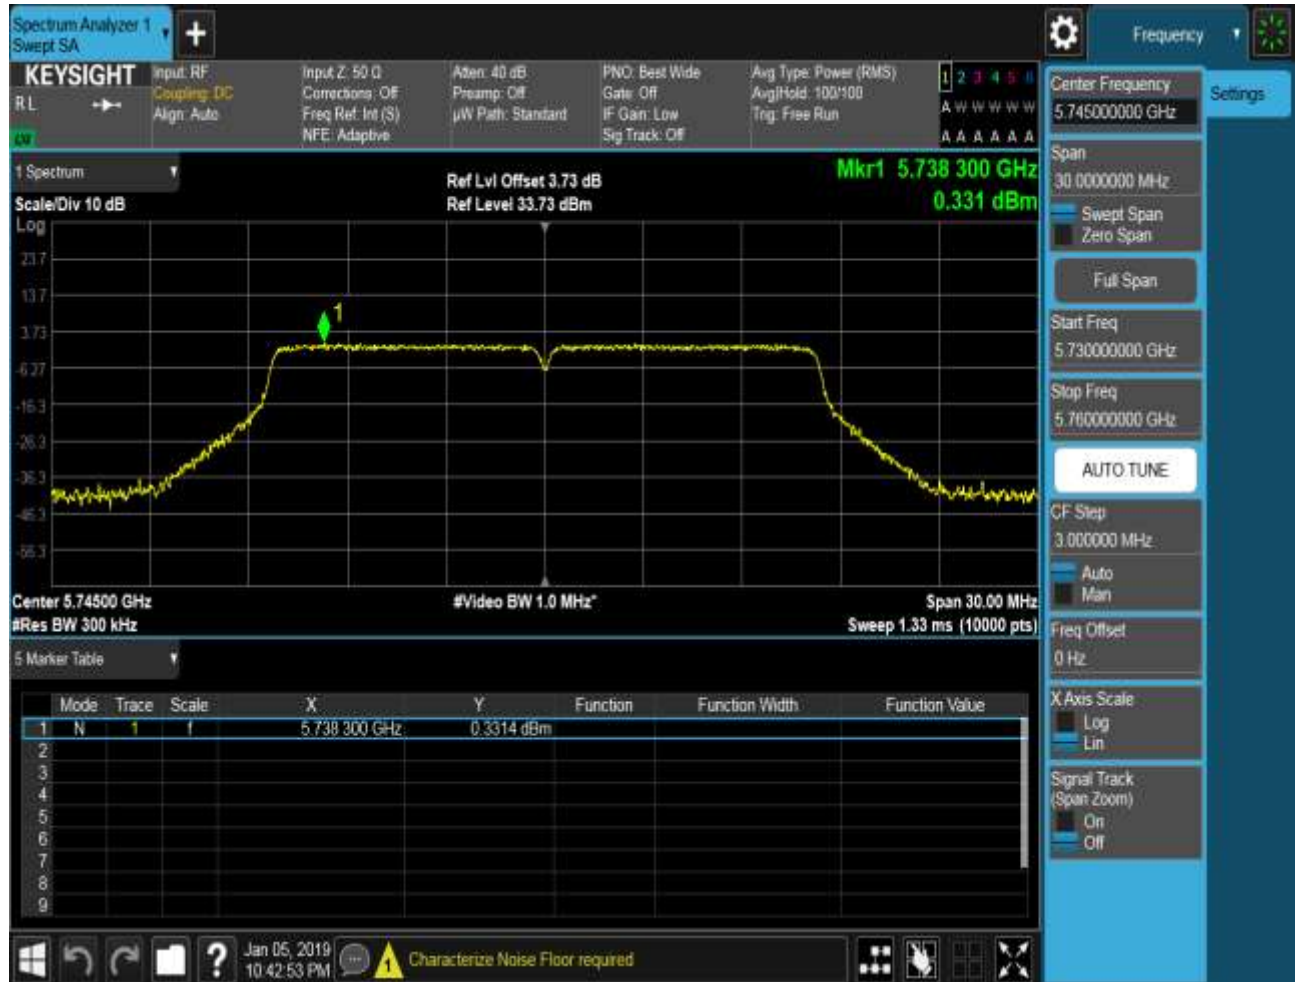 Spectrum Analyzer 1
Swept SA
Frequency
KEYSIGHT
RL
Input: RF
Coupling: DC
Align: Auto
Input Z: 50 Ω
Corrections: Off
Freq Ref: Int (S)
NFE: Adaptive
Atten: 40 dB
Preamp: Off
µW Path: Standard
PNO: Best Wide
Gate: Off
IF Gain: Low
Sig Track: Off
Avg Type: Power (RMS)
Avg|Hold: 100/100
Trig: Free Run
1 2 3 4 5 6
A W W W W W
A A A A A A
1 Spectrum
Scale/Div 10 dB
Ref Lvl Offset 3.73 dB
Ref Level 33.73 dBm
Mkr1 5.738 300 GHz
0.331 dBm
Log
23.7
13.7
3.73
-6.27
-16.3
-26.3
-36.3
-46.3
-56.3
1
Center 5.74500 GHz
#Res BW 300 kHz
#Video BW 1.0 MHz*
Span 30.00 MHz
Sweep 1.33 ms (10000 pts)
5 Marker Table
Mode Trace Scale X Y Function Function Width Function Value
1 N 1 f 5.738 300 GHz 0.3314 dBm
2
3
4
5
6
7
8
9
Center Frequency
5.745000000 GHz
Settings
Span
30.0000000 MHz
Swept Span
Zero Span
Full Span
Start Freq
5.730000000 GHz
Stop Freq
5.760000000 GHz
AUTO TUNE
CF Step
3.000000 MHz
Auto
Man
Freq Offset
0 Hz
X Axis Scale
Log
Lin
Signal Track
(Span Zoom)
On
Off
?
Jan 05, 2019
10:42:53 PM
Characterize Noise Floor required